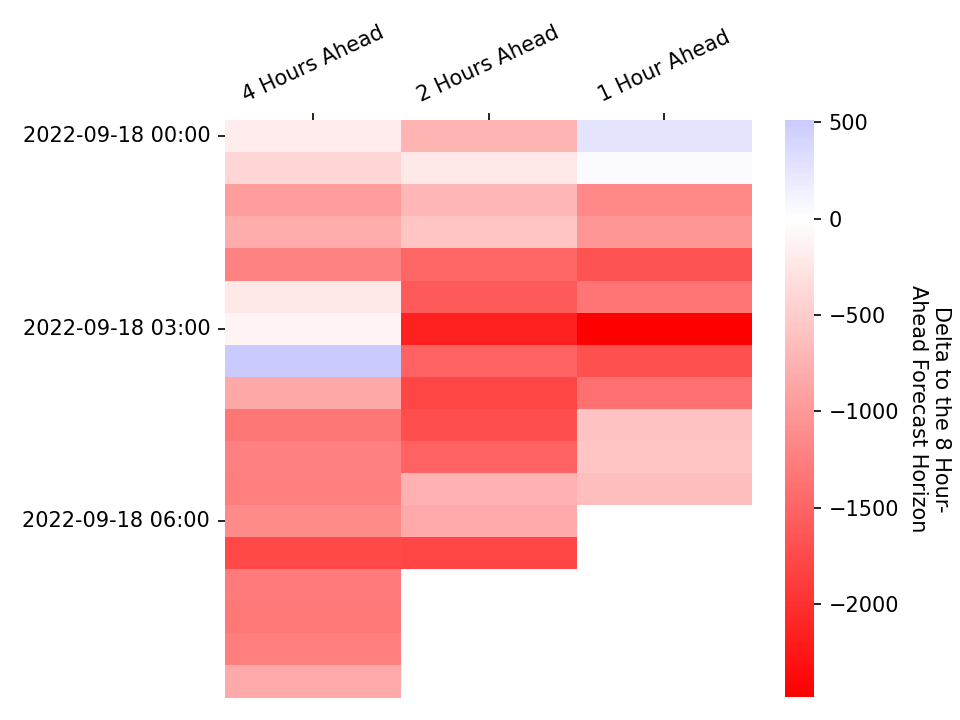 4 Hours Ahead
2 Hours Ahead
1 Hour Ahead
2022-09-18 00:00
2022-09-18 03:00
2022-09-18 06:00
500
0
−500
−1000
−1500
−2000
Delta to the 8 Hour-
Ahead Forecast Horizon